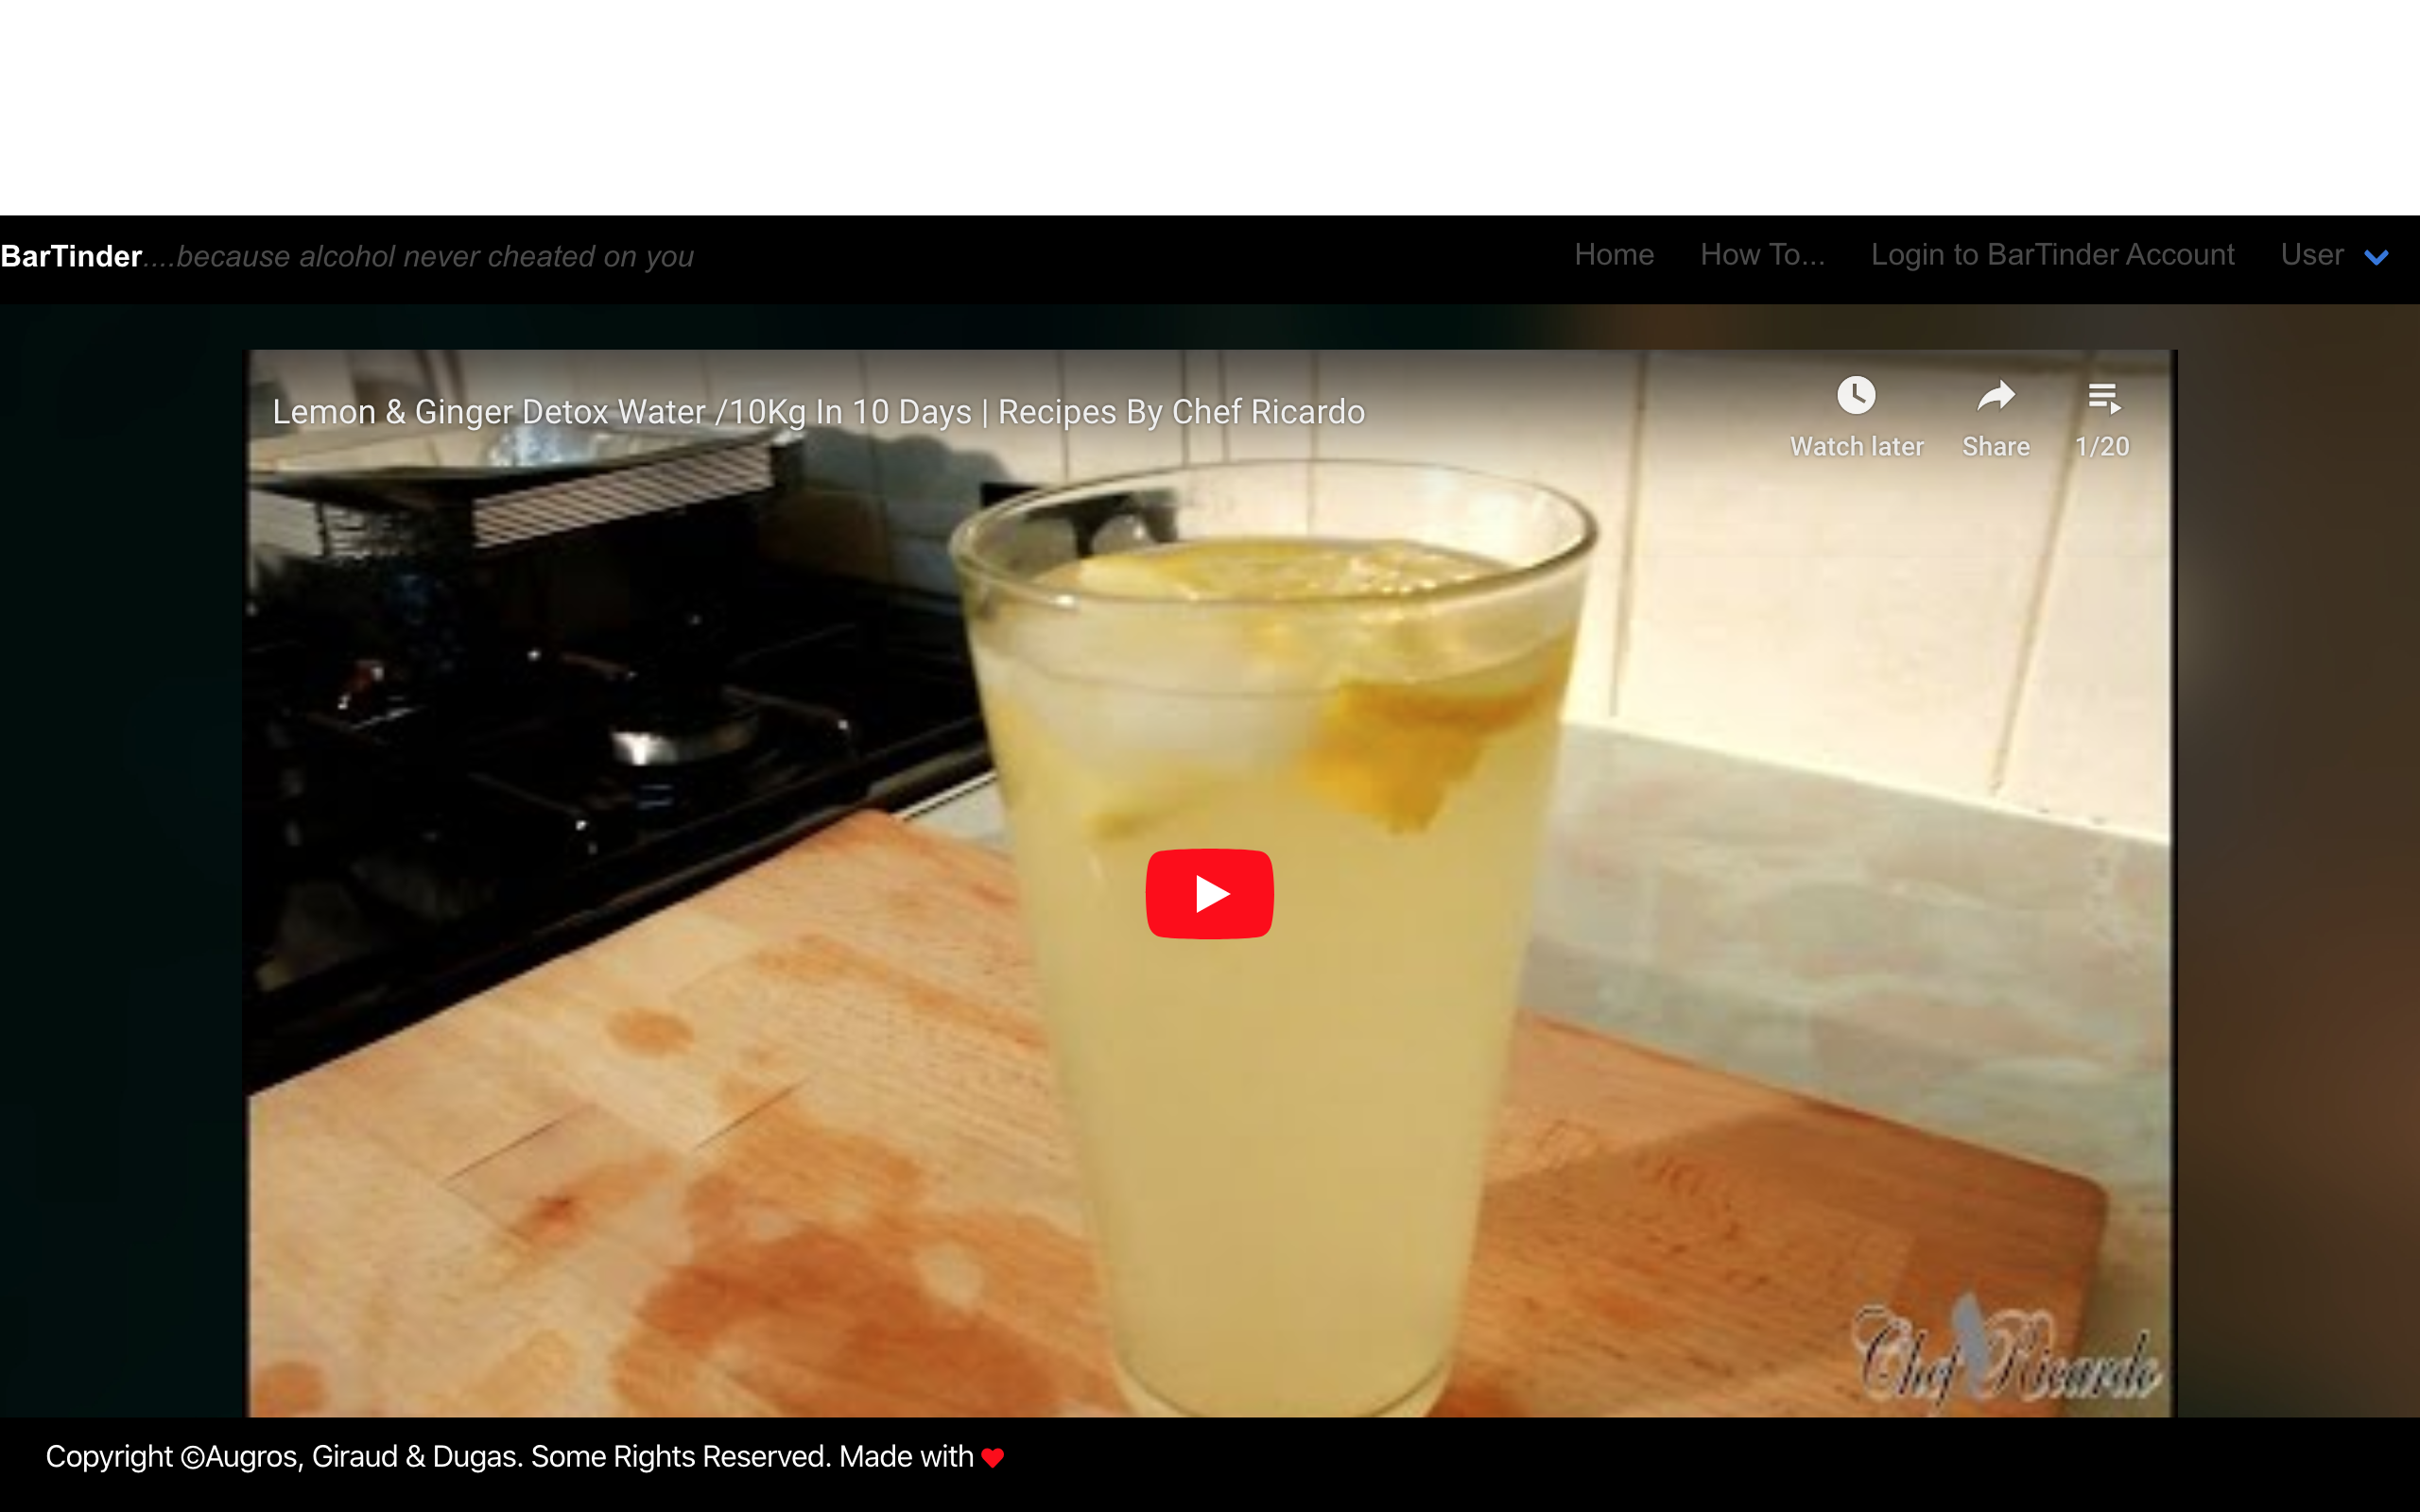 BarTinder....because alcohol never cheated on you
Home
How To...
Login to BarTinder Account
User
Lemon & Ginger Detox Water /10Kg In 10 Days | Recipes By Chef Ricardo
Watch later
Share
1/20
Chef Ricardo
Copyright ©Augros, Giraud & Dugas. Some Rights Reserved. Made with